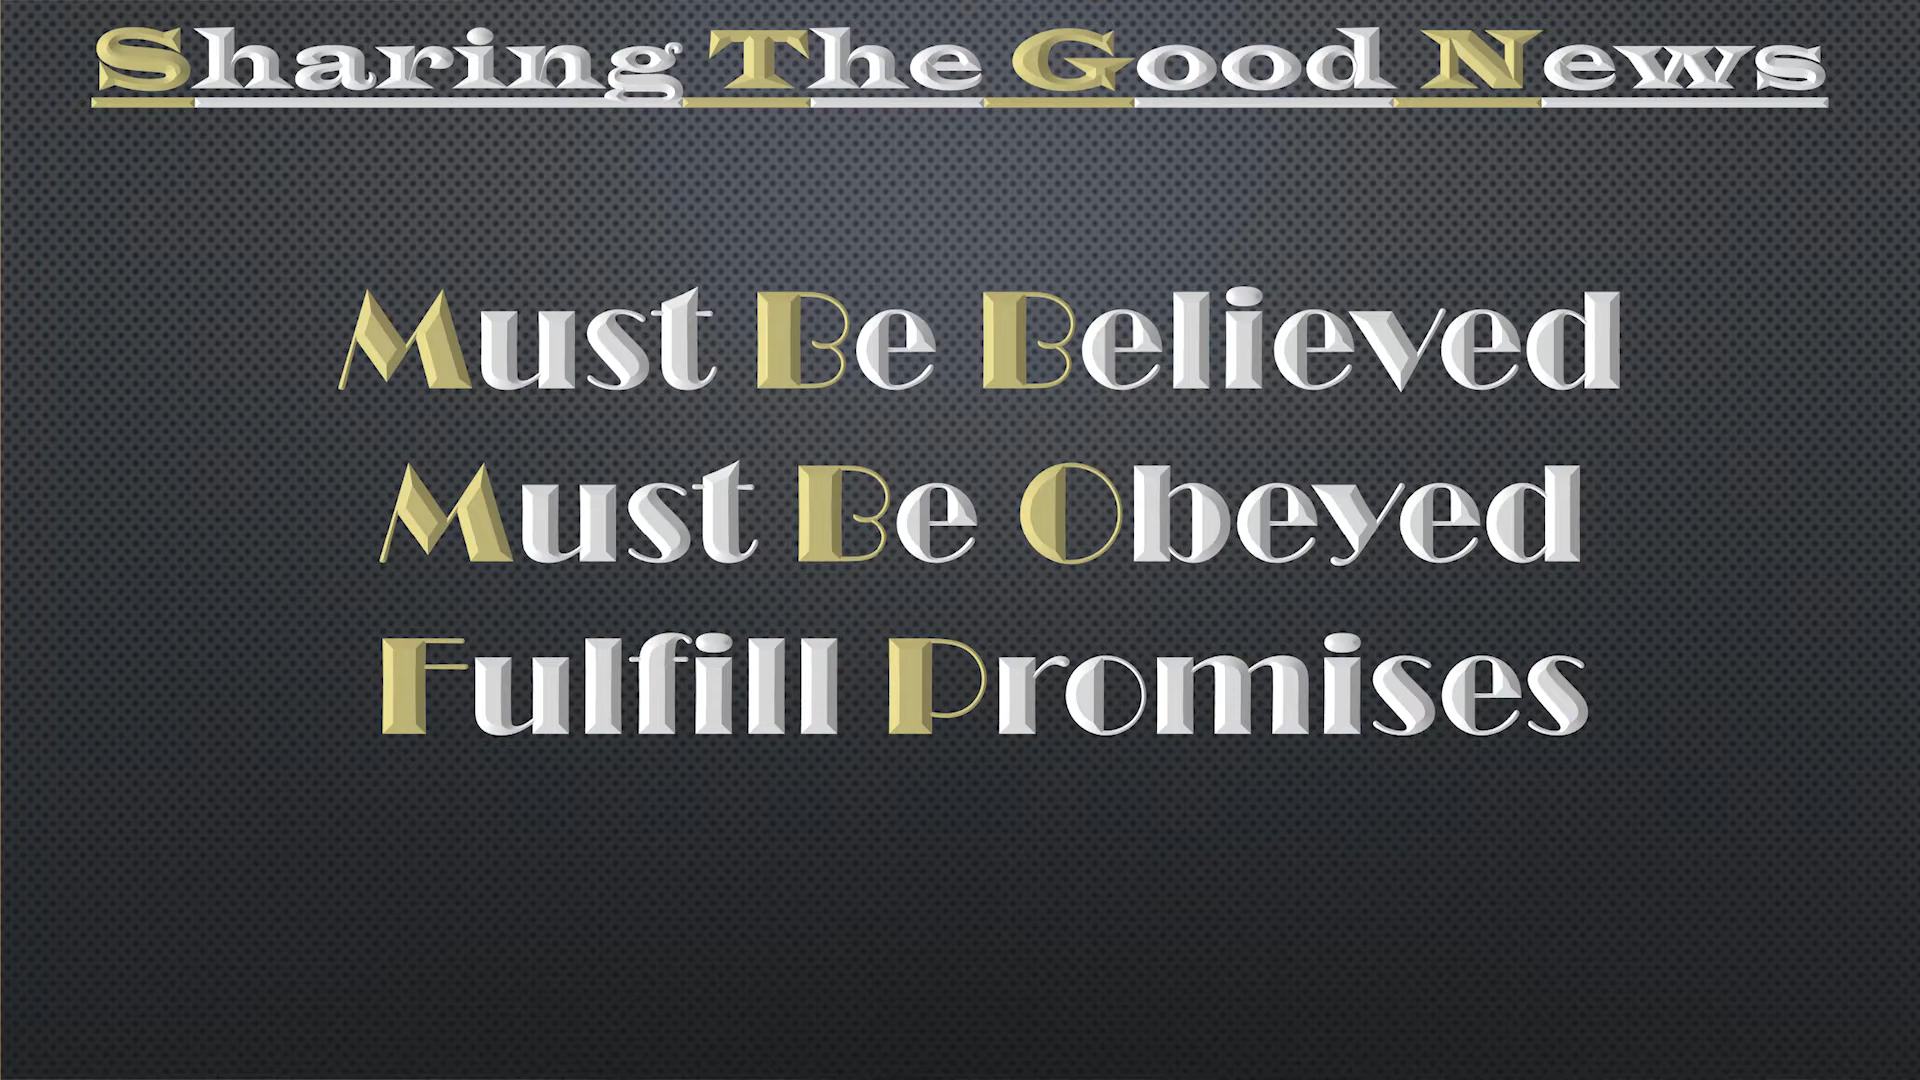 Sharing The Good News
Must Be Believed
Must Be Obeyed
Fulfill Promises